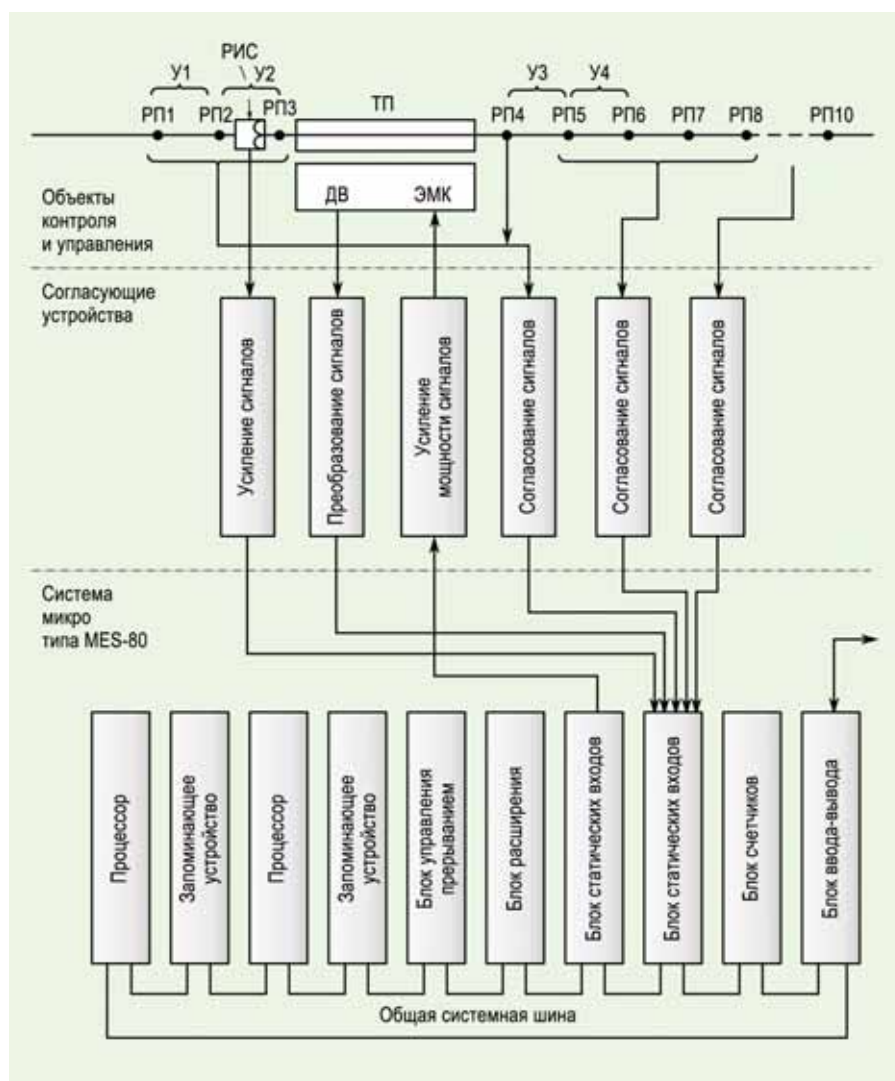 РИС
У1
У2
У3
У4
РП1
РП2
РП3
ТП
РП4
РП5
РП6
РП7
РП8
РП10
ДВ
ЭМК
Объекты
контроля
и управления
Согласующие
устройства
Усиление сигналов
Преобразование сигналов
Усиление
мощности сигналов
Согласование сигналов
Согласование сигналов
Согласование сигналов
Система
микро
типа MES-80
Процессор
Запоминающее
устройство
Процессор
Запоминающее
устройство
Блок управления
прерыванием
Блок расширения
Блок статических входов
Блок статических входов
Блок счетчиков
Блок ввода-вывода
Общая системная шина